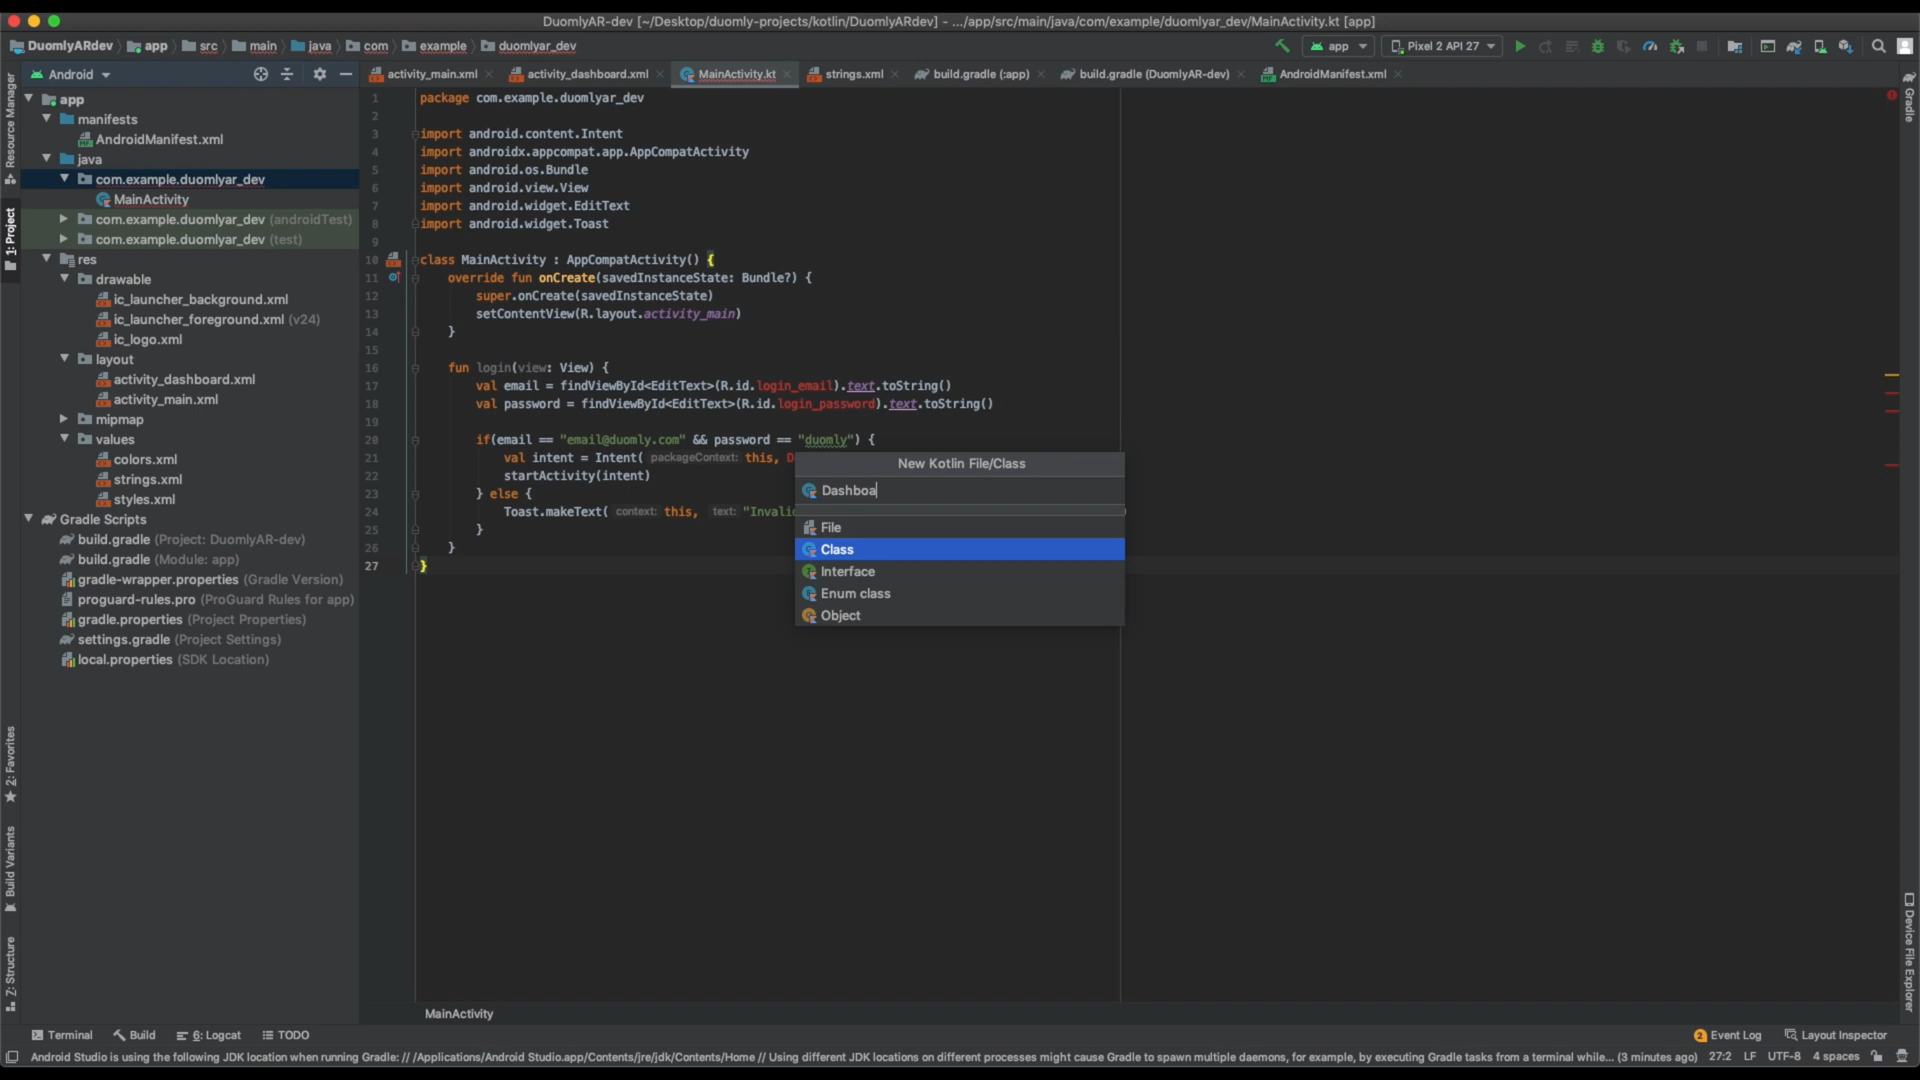 DuomlyAR-dev [~/Desktop/duomly-projects/kotlin/DuomlyARdev] - .../app/src/main/java/com/example/duomlyar_dev/MainActivity.kt [app]
DuomlyARdev app src main java com example duomlyar_dev app Pixel 2 API 27
Android activity_main.xml activity_dashboard.xml MainActivity.kt strings.xml build.gradle (:app) build.gradle (DuomlyAR-dev) AndroidManifest.xml
Resource Manager
1: Project
2: Favorites
Build Variants
Z: Structure
app
manifests
AndroidManifest.xml
java
com.example.duomlyar_dev
MainActivity
com.example.duomlyar_dev (androidTest)
com.example.duomlyar_dev (test)
res
drawable
ic_launcher_background.xml
ic_launcher_foreground.xml (v24)
ic_logo.xml
layout
activity_dashboard.xml
activity_main.xml
mipmap
values
colors.xml
strings.xml
styles.xml
Gradle Scripts
build.gradle (Project: DuomlyAR-dev)
build.gradle (Module: app)
gradle-wrapper.properties (Gradle Version)
proguard-rules.pro (ProGuard Rules for app)
gradle.properties (Project Properties)
settings.gradle (Project Settings)
local.properties (SDK Location)
1 package com.example.duomlyar_dev
2
3 import android.content.Intent
4 import androidx.appcompat.app.AppCompatActivity
5 import android.os.Bundle
6 import android.view.View
7 import android.widget.EditText
8 import android.widget.Toast
9
10 class MainActivity : AppCompatActivity() {
11 override fun onCreate(savedInstanceState: Bundle?) {
12 super.onCreate(savedInstanceState)
13 setContentView(R.layout.activity_main)
14 }
15
16 fun login(view: View) {
17 val email = findViewById<EditText>(R.id.login_email).text.toString()
18 val password = findViewById<EditText>(R.id.login_password).text.toString()
19
20 if(email == "email@duomly.com" && password == "duomly") {
21 val intent = Intent( packageContext: this, D
22 startActivity(intent)
23 } else {
24 Toast.makeText( context: this, text: "Invalid )
25 }
26 }
27 }
New Kotlin File/Class
Dashboa
File
Class
Interface
Enum class
Object
Gradle
Device File Explorer
MainActivity
Terminal Build 6: Logcat TODO 2 Event Log Layout Inspector
Android Studio is using the following JDK location when running Gradle: // /Applications/Android Studio.app/Contents/jre/jdk/Contents/Home // Using different JDK locations on different processes might cause Gradle to spawn multiple daemons, for example, by executing Gradle tasks from a terminal while... (3 minutes ago) 27:2 LF UTF-8 4 spaces